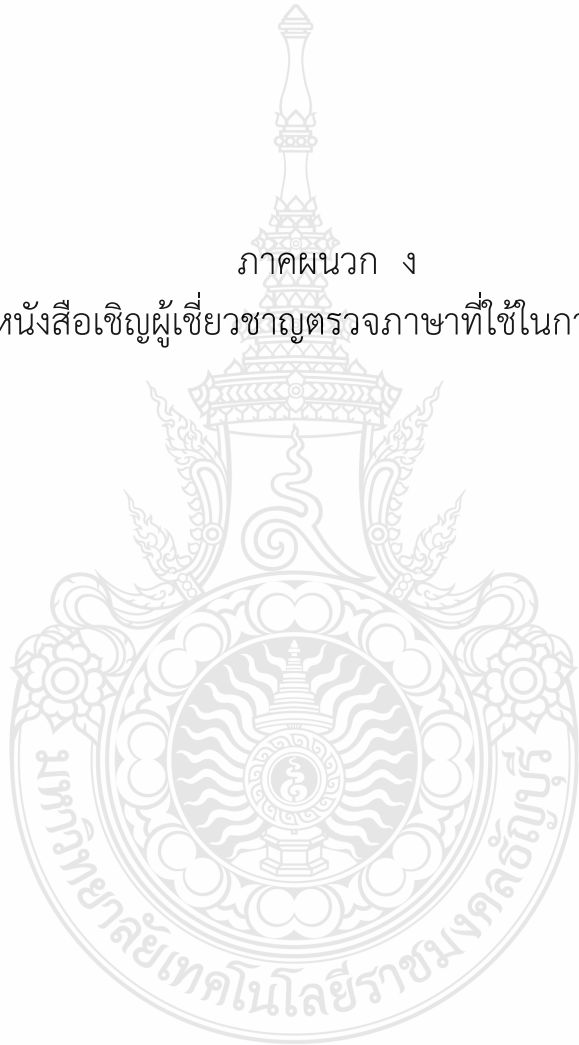 ภาคผนวก ง
หนังสือเชิญผู้เชี่ยวชาญตรวจภาษาที่ใช้ในกา
มหาวิทยาลัยเทคโนโลยีราชมงคลธัญบุรี